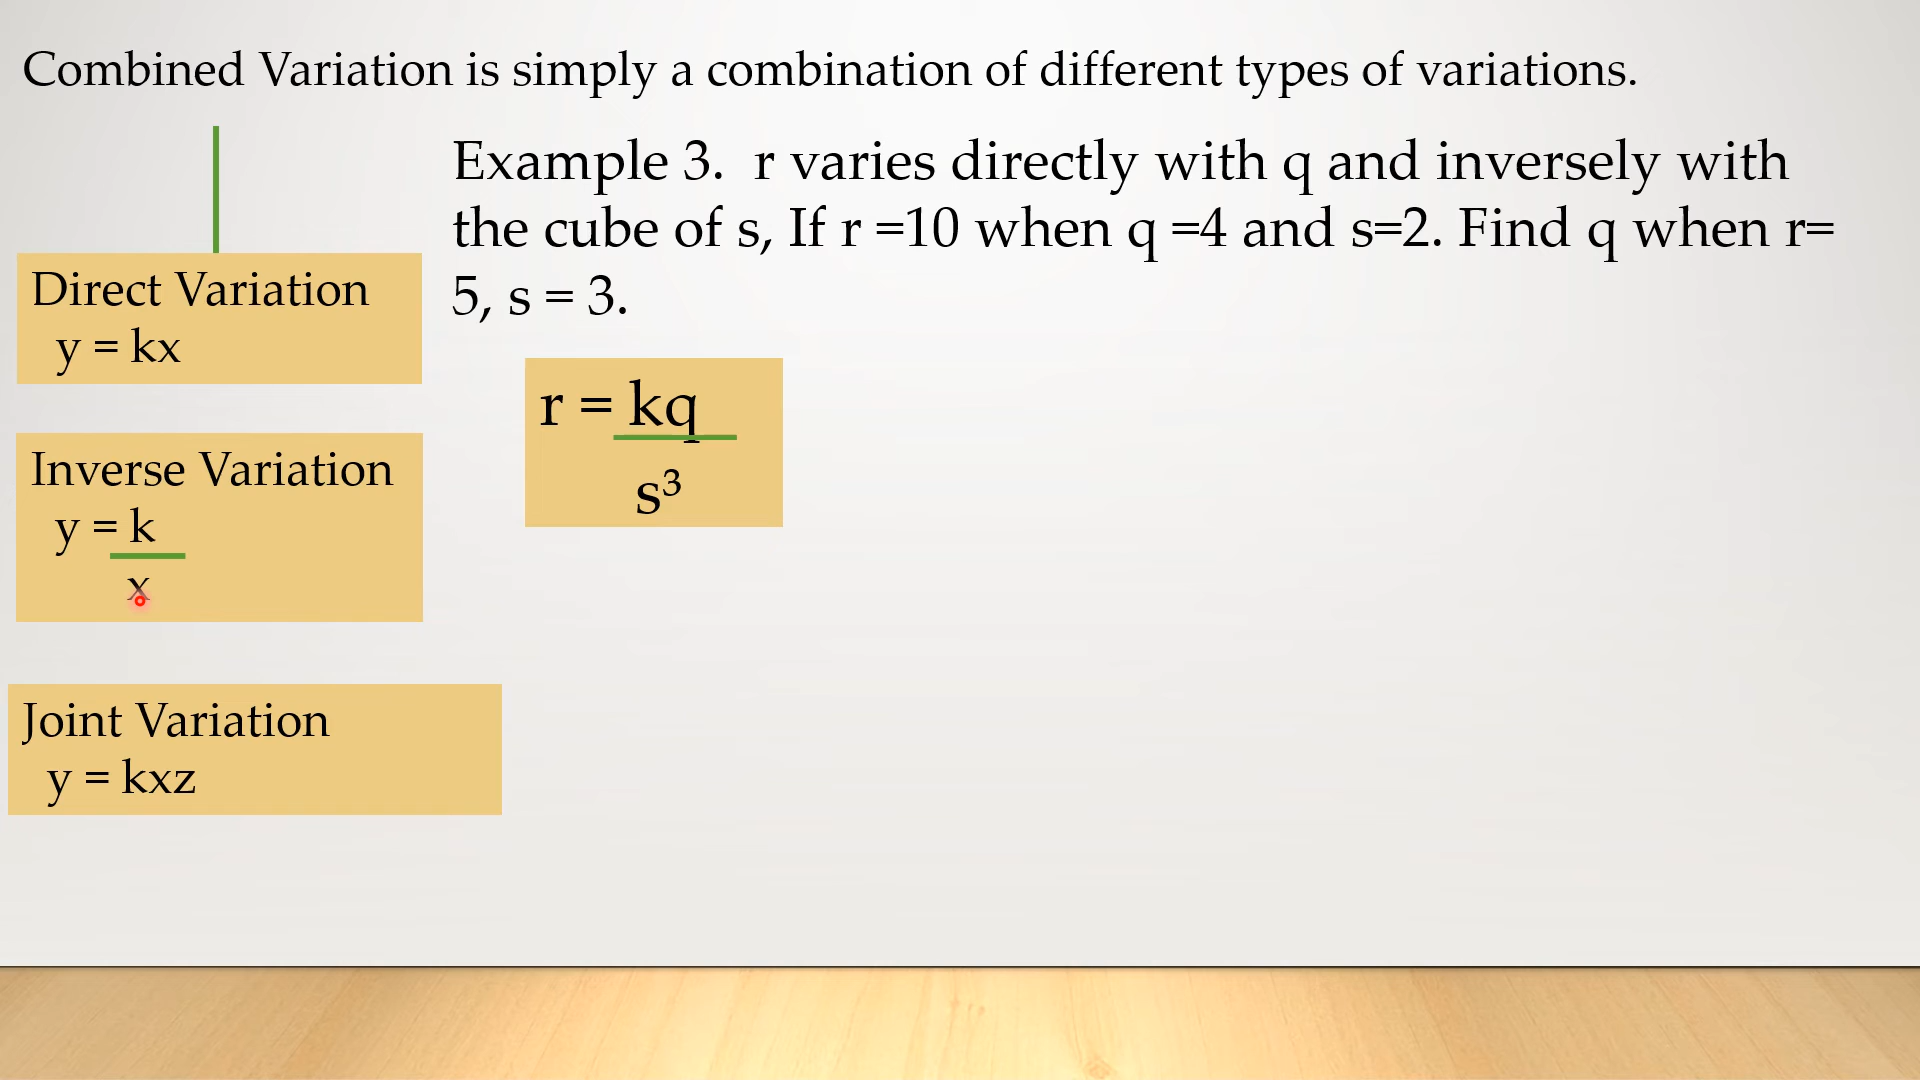 Combined Variation is simply a combination of different types of variations.
Example 3.  r varies directly with q and inversely with
the cube of s, If r =10 when q =4 and s=2. Find q when r=
5, s = 3.
Direct Variation
y = kx
r = kq
s³
Inverse Variation
y = k
x
Joint Variation
y = kxz